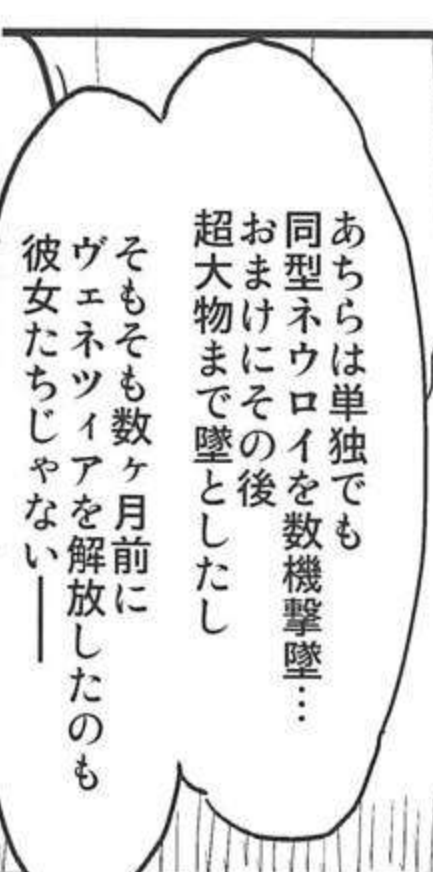 あちらは単独でも
同型ネウロイを数機撃墜…
おまけにその後
超大物まで墜としたし
そもそも数ヶ月前に
ヴェネツィアを解放したのも
彼女たちじゃない――